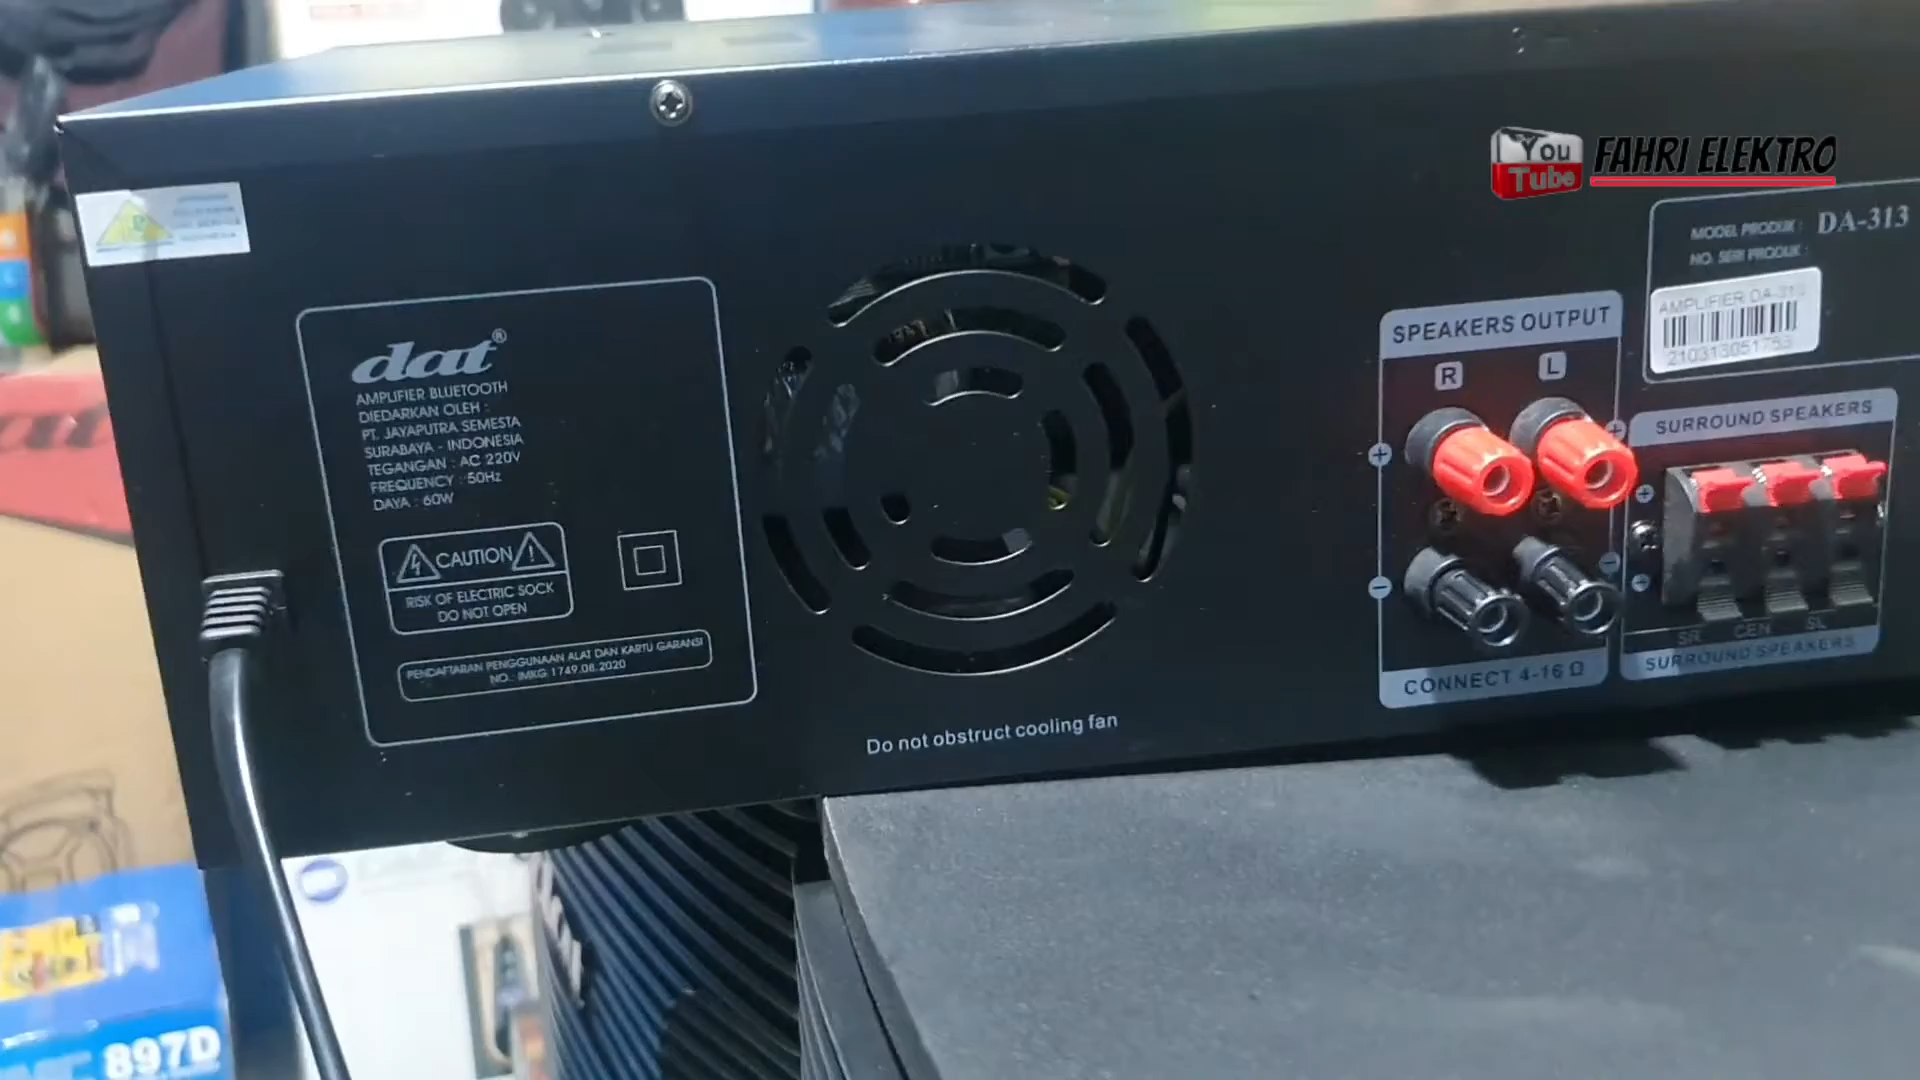 You
Tube
FAHRI ELEKTRO
MODEL PRODUK : DA-313
NO. SERI PRODUK :
AMPLIFIER DA-313
210313051753
dat®
AMPLIFIER BLUETOOTH
DIEDARKAN OLEH :
PT. JAYAPUTRA SEMESTA
SURABAYA - INDONESIA
TEGANGAN : AC 220V
FREQUENCY : 50Hz
DAYA : 60W
CAUTION
RISK OF ELECTRIC SOCK
DO NOT OPEN
PENDAFTARAN PENGGUNAAN ALAT DAN KARTU GARANSI
NO.: IMKG 1749.08.2020
Do not obstruct cooling fan
SPEAKERS OUTPUT
R L
+ +
- -
CONNECT 4-16 Ω
SURROUND SPEAKERS
+
+
SR CEN SL
SURROUND SPEAKERS
897D